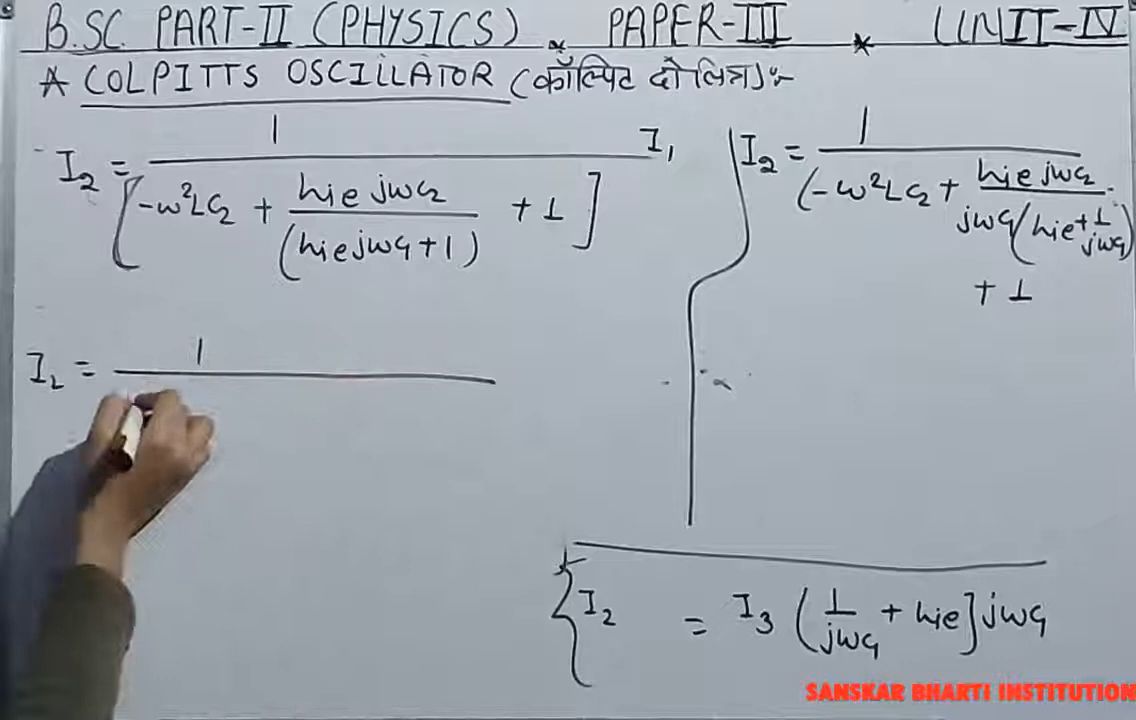 B.SC. PART-II (PHYSICS) * PAPER-III * UNIT-IV
* COLPITTS OSCILLATOR (कॉल्पिट दोलित्र) :-
I₂ = 1 / [-ω²LC₂ + hie jωC₂ / (hie jωC₁ + 1) + 1] I₁
I₂ = 1 / (-ω²LC₂ + hie jωC₂ / jωC₁(hie + 1/jωC₁) + 1
I₂ = 1
{I₂ = I₃ (1/jωC₁ + hie] jωC₁
SANSKAR BHARTI INSTITUTION